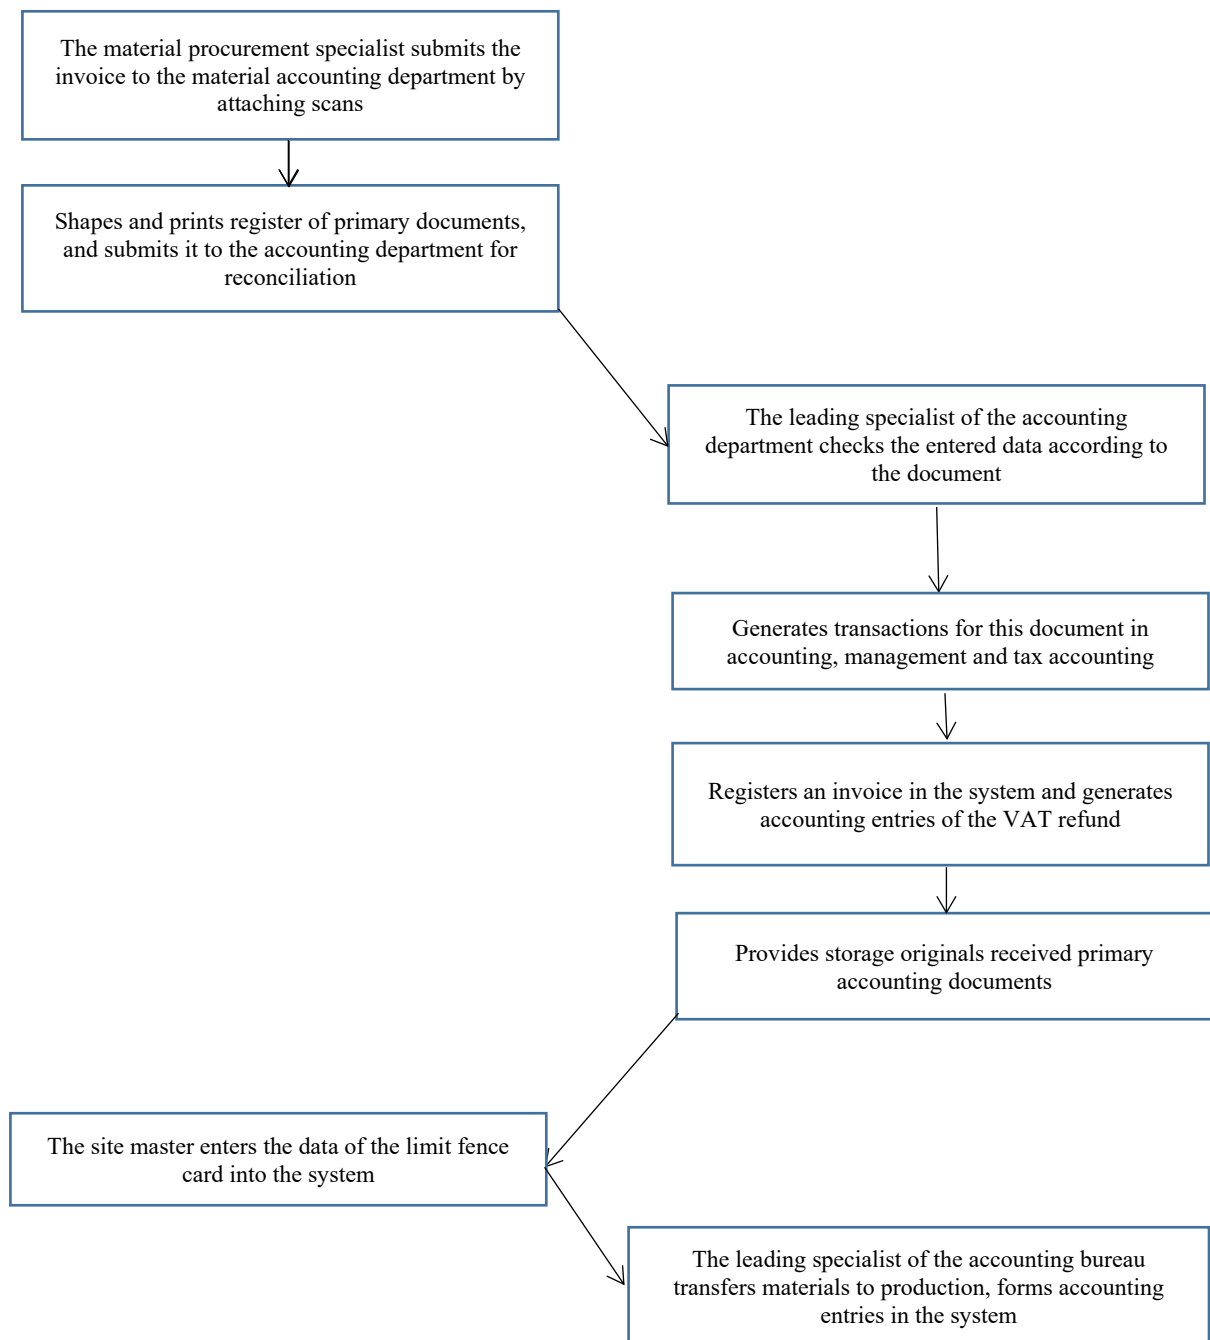 The material procurement specialist submits the
invoice to the material accounting department by
attaching scans
Shapes and prints register of primary documents,
and submits it to the accounting department for
reconciliation
The leading specialist of the accounting
department checks the entered data according to
the document
Generates transactions for this document in
accounting, management and tax accounting
Registers an invoice in the system and generates
accounting entries of the VAT refund
Provides storage originals received primary
accounting documents
The site master enters the data of the limit fence
card into the system
The leading specialist of the accounting bureau
transfers materials to production, forms accounting
entries in the system